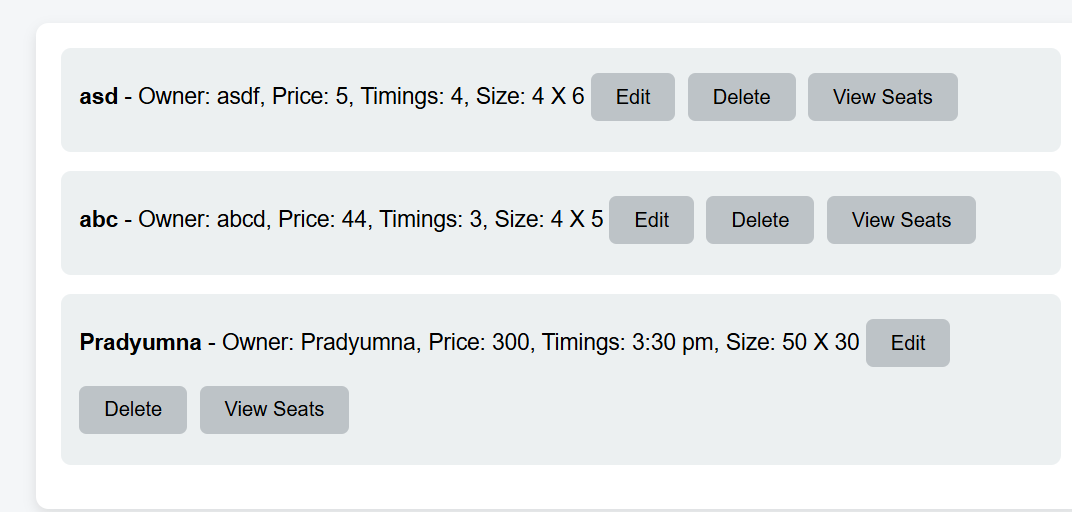 asd - Owner: asdf, Price: 5, Timings: 4, Size: 4 X 6 Edit Delete View Seats
abc - Owner: abcd, Price: 44, Timings: 3, Size: 4 X 5 Edit Delete View Seats
Pradyumna - Owner: Pradyumna, Price: 300, Timings: 3:30 pm, Size: 50 X 30 Edit
Delete View Seats